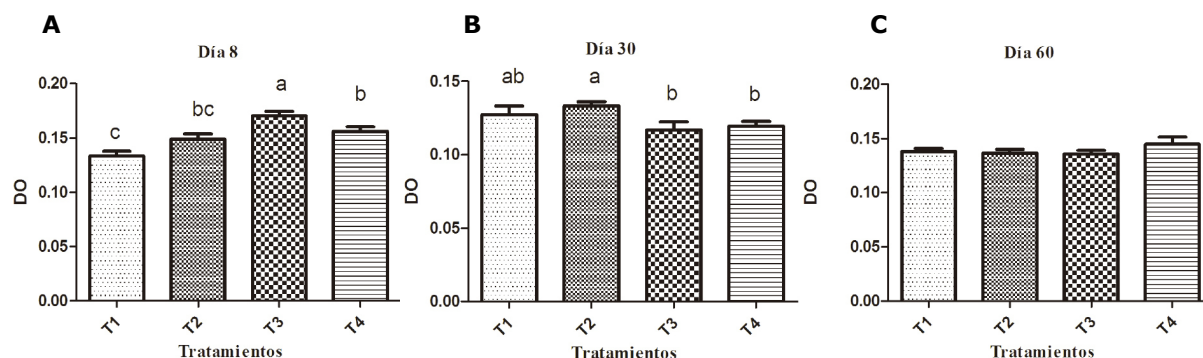 A
Día 8
0.20
0.15
0.10
0.05
0.00
DO
c
bc
a
b
T1
T2
T3
T4
Tratamientos
B
Día 30
0.15
0.10
0.05
0.00
DO
ab
a
b
b
T1
T2
T3
T4
Tratamientos
C
Día 60
0.20
0.15
0.10
0.05
0.00
DO
T1
T2
T3
T4
Tratamientos